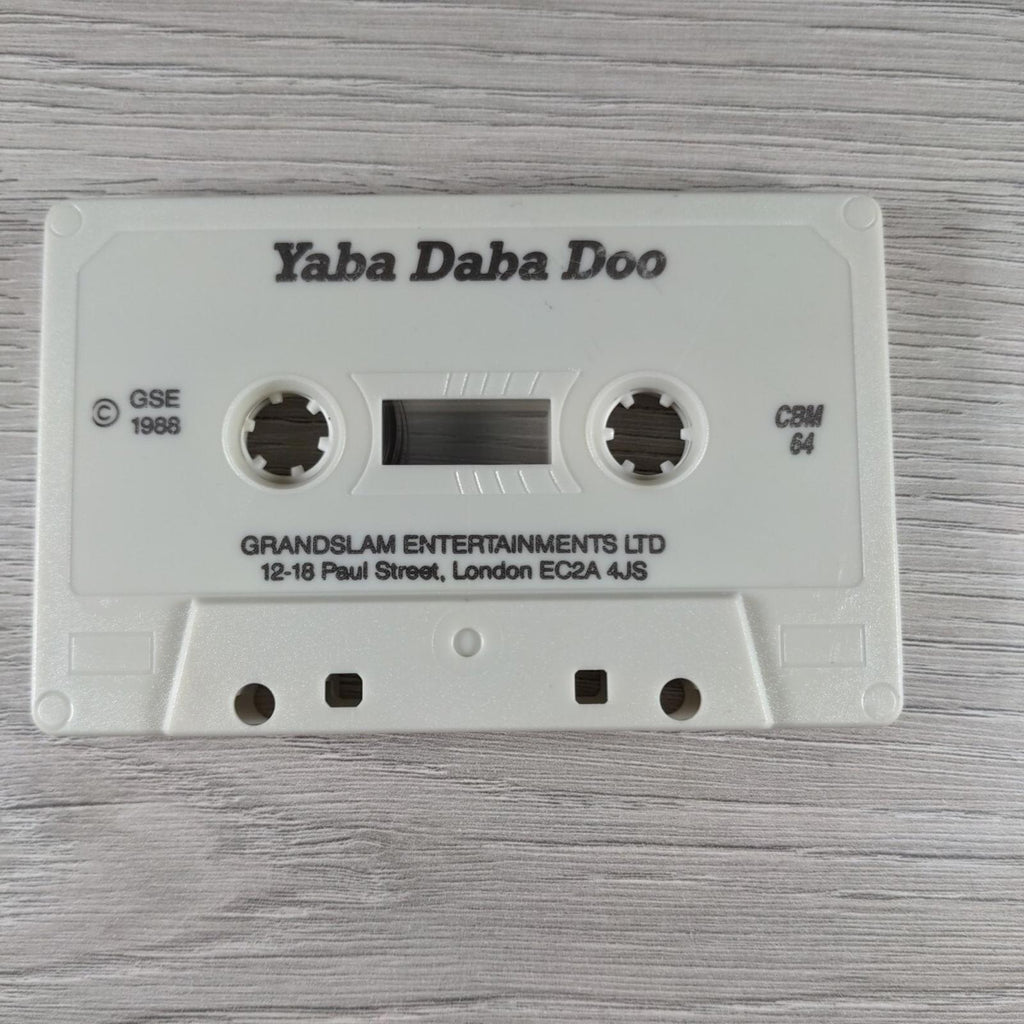 Yaba Daba Doo
© GSE
1988
CBM
64
GRANDSLAM ENTERTAINMENTS LTD
12-18 Paul Street, London EC2A 4JS